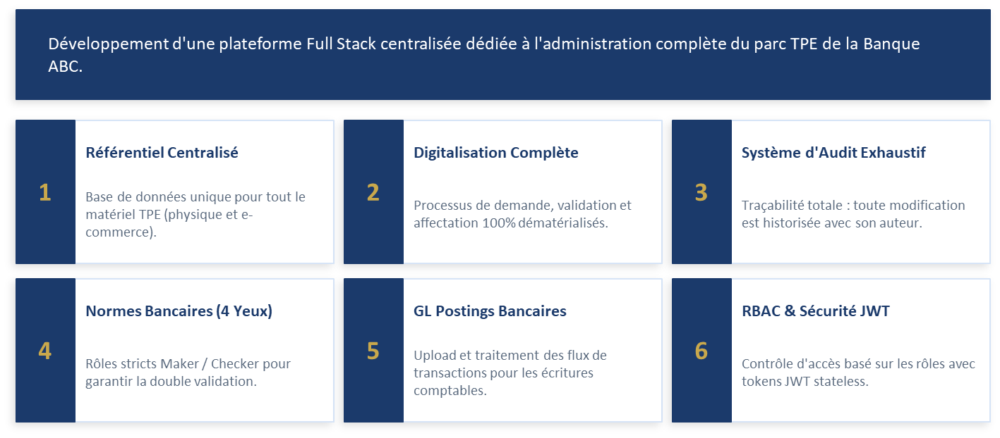 Développement d'une plateforme Full Stack centralisée dédiée à l'administration complète du parc TPE de la Banque
ABC.
1
Référentiel Centralisé
Base de données unique pour tout le
matériel TPE (physique et e-
commerce).
2
Digitalisation Complète
Processus de demande, validation et
affectation 100% dématérialisés.
3
Système d'Audit Exhaustif
Traçabilité totale : toute modification
est historisée avec son auteur.
4
Normes Bancaires (4 Yeux)
Rôles stricts Maker / Checker pour
garantir la double validation.
5
GL Postings Bancaires
Upload et traitement des flux de
transactions pour les écritures
comptables.
6
RBAC & Sécurité JWT
Contrôle d'accès basé sur les rôles avec
tokens JWT stateless.